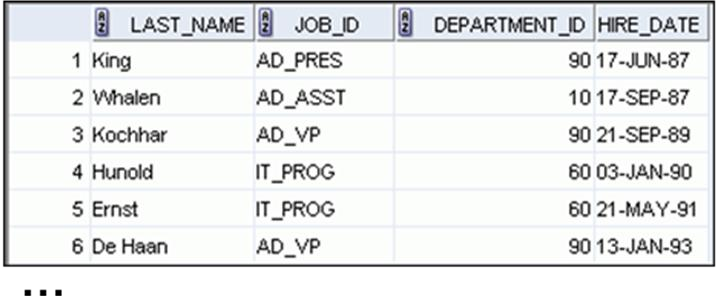 LAST_NAME JOB_ID DEPARTMENT_ID HIRE_DATE
1 King AD_PRES 90 17-JUN-87
2 Whalen AD_ASST 10 17-SEP-87
3 Kochhar AD_VP 90 21-SEP-89
4 Hunold IT_PROG 60 03-JAN-90
5 Ernst IT_PROG 60 21-MAY-91
6 De Haan AD_VP 90 13-JAN-93
...